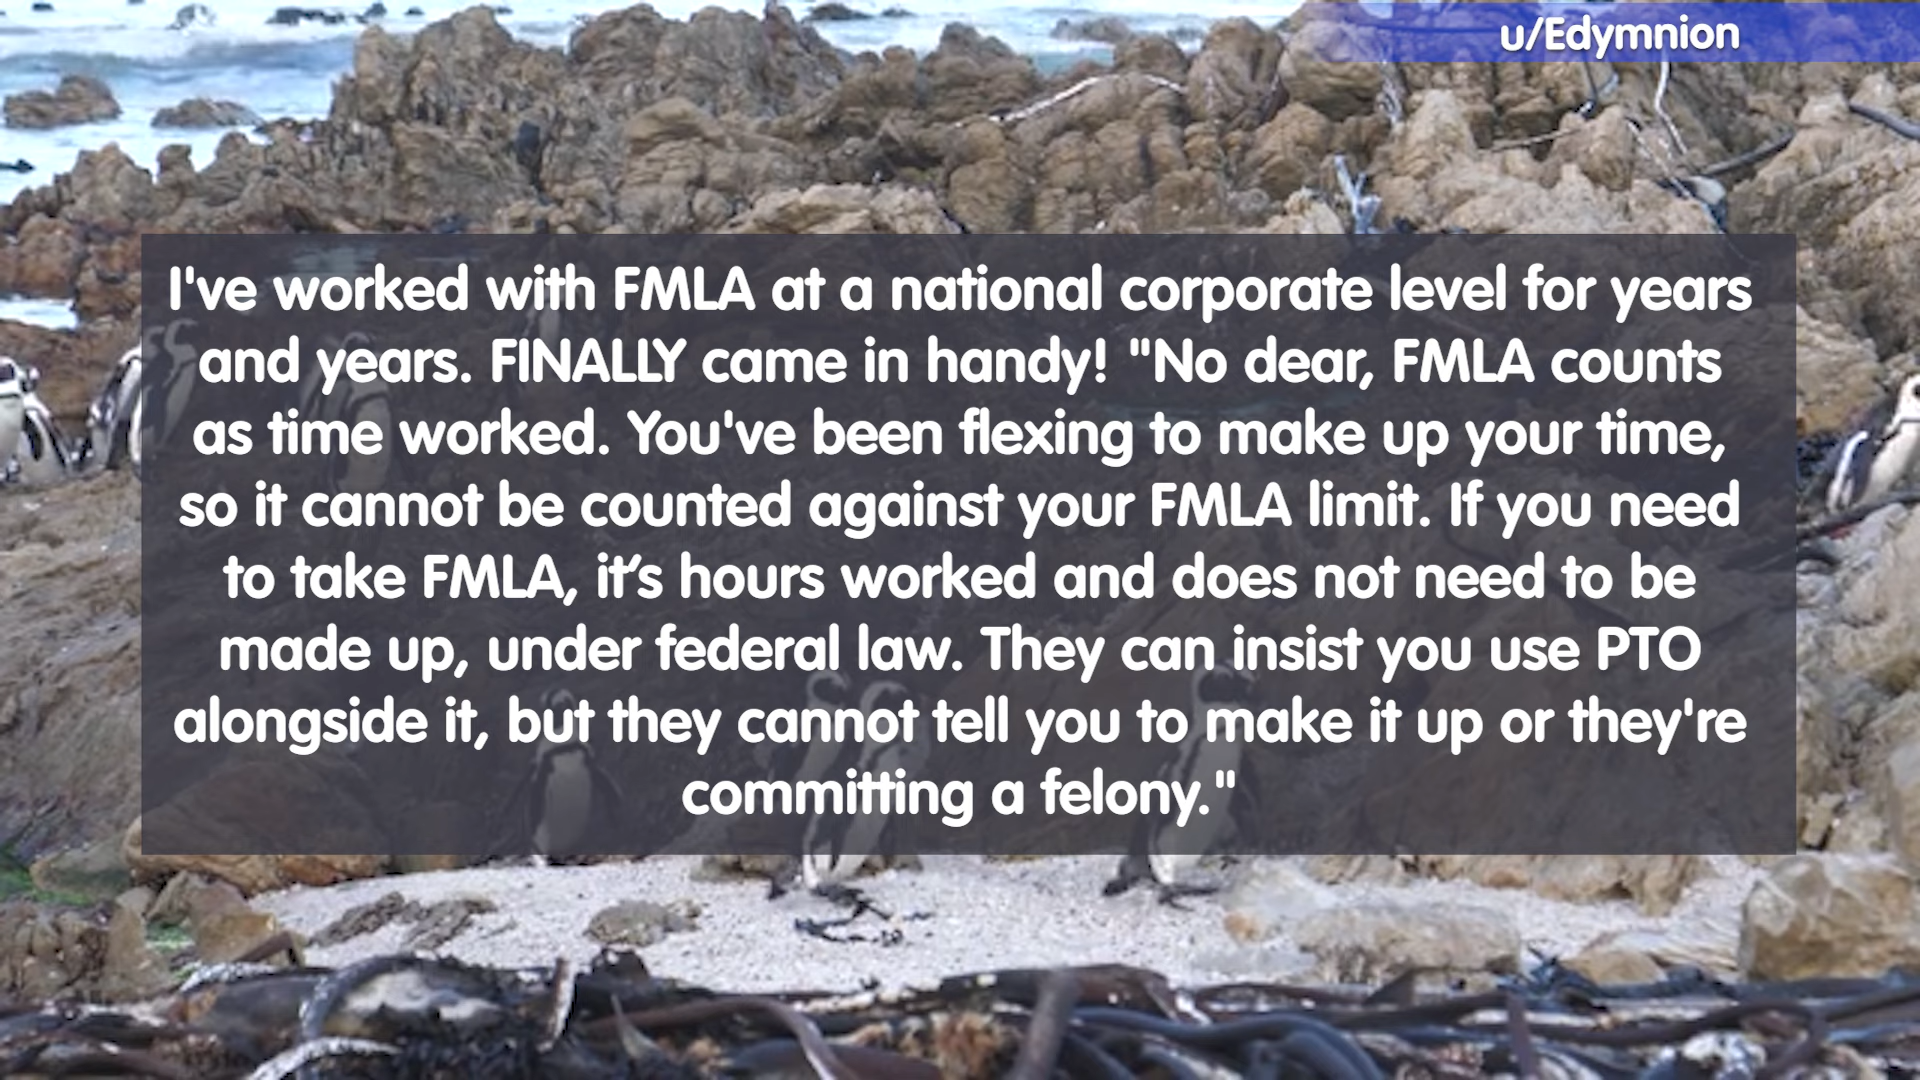 u/Edymnion
I've worked with FMLA at a national corporate level for years
and years. FINALLY came in handy! "No dear, FMLA counts
as time worked. You've been flexing to make up your time,
so it cannot be counted against your FMLA limit. If you need
to take FMLA, it’s hours worked and does not need to be
made up, under federal law. They can insist you use PTO
alongside it, but they cannot tell you to make it up or they're
committing a felony."